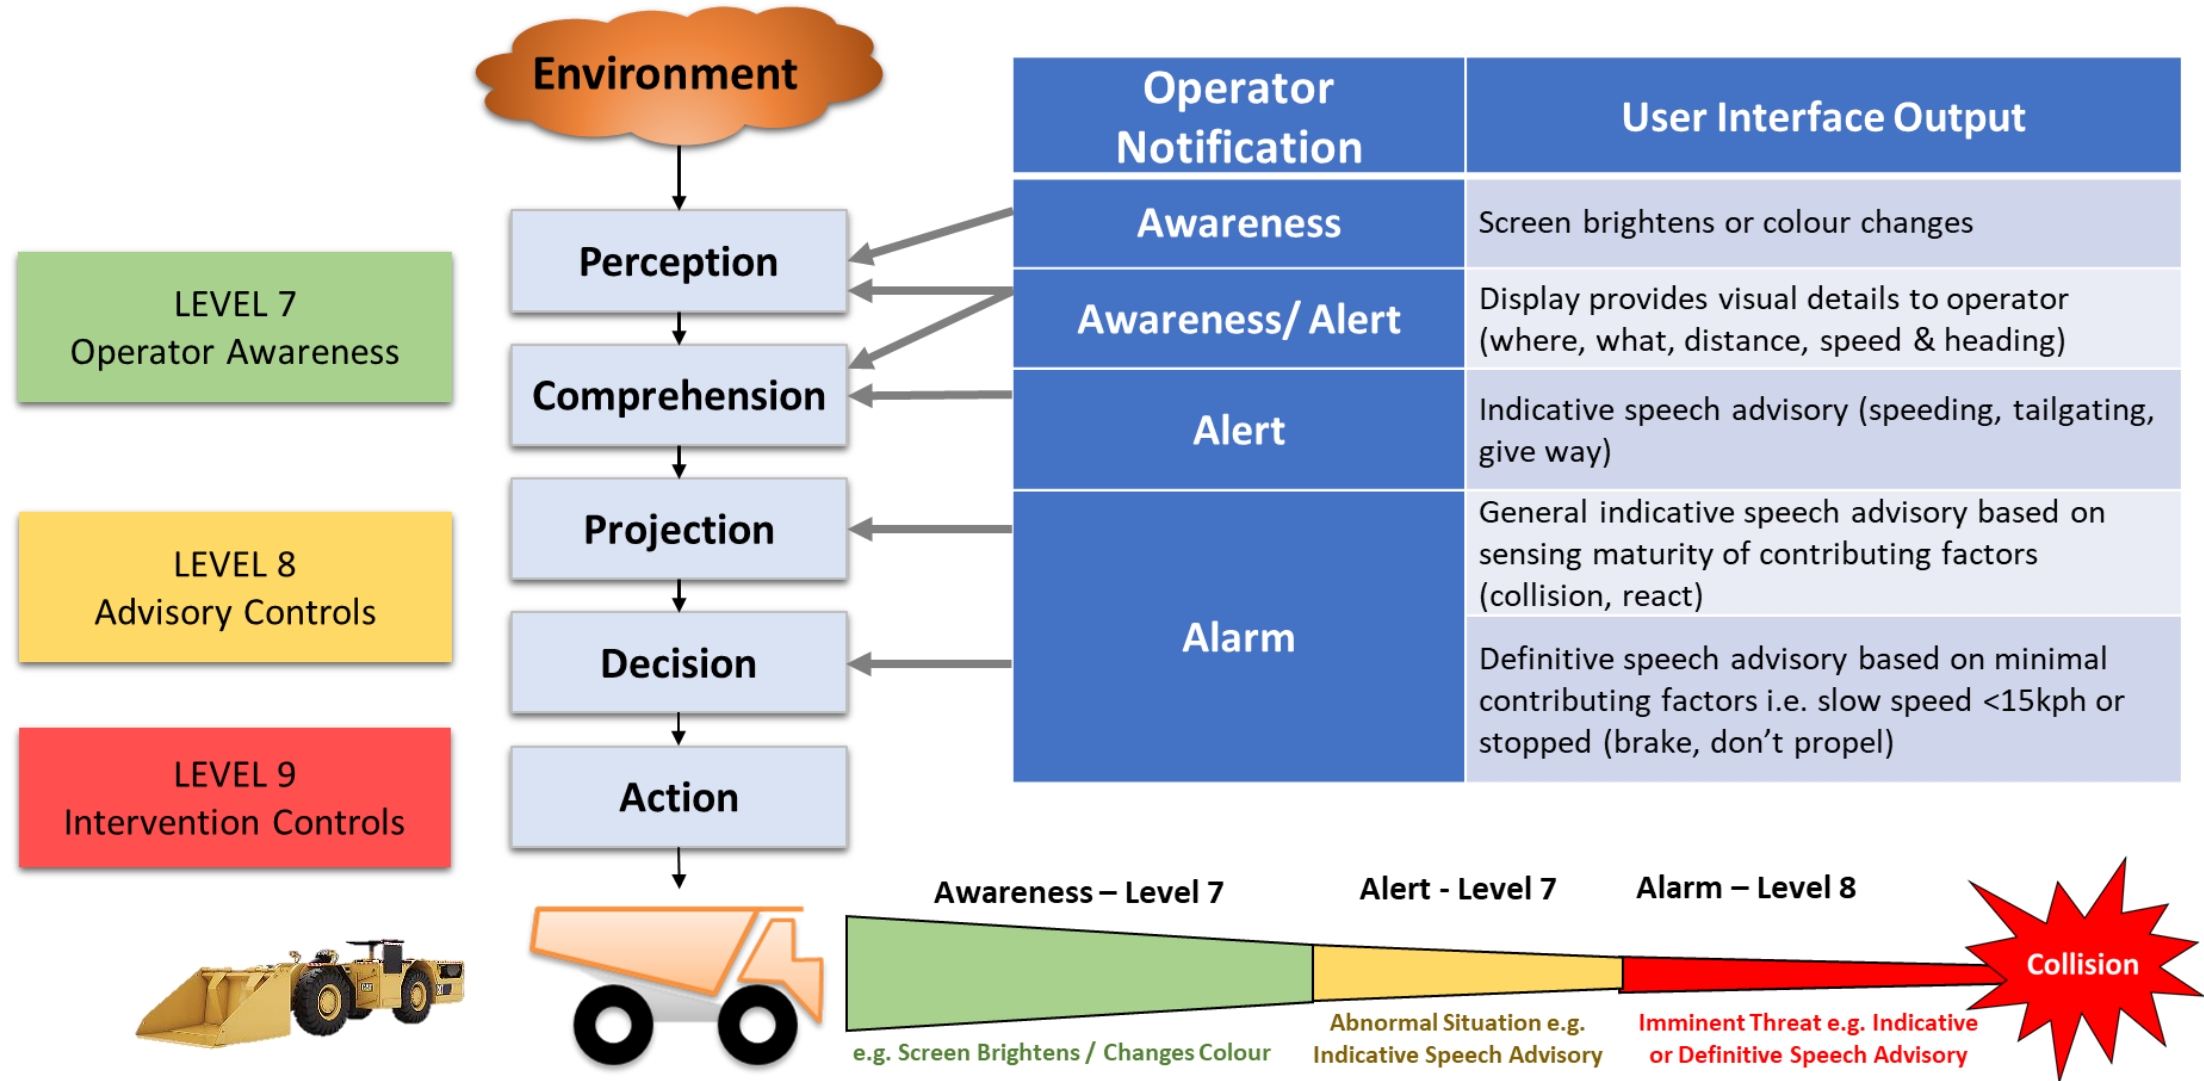 Environment
Perception
Comprehension
Projection
Decision
Action
LEVEL 7
Operator Awareness
LEVEL 8
Advisory Controls
LEVEL 9
Intervention Controls
Operator
Notification
User Interface Output
Awareness
Screen brightens or colour changes
Awareness/ Alert
Display provides visual details to operator
(where, what, distance, speed & heading)
Alert
Indicative speech advisory (speeding, tailgating,
give way)
Alarm
General indicative speech advisory based on
sensing maturity of contributing factors
(collision, react)
Definitive speech advisory based on minimal
contributing factors i.e. slow speed <15kph or
stopped (brake, don’t propel)
Awareness – Level 7
Alert - Level 7
Alarm – Level 8
Collision
e.g. Screen Brightens / Changes Colour
Abnormal Situation e.g.
Indicative Speech Advisory
Imminent Threat e.g. Indicative
or Definitive Speech Advisory